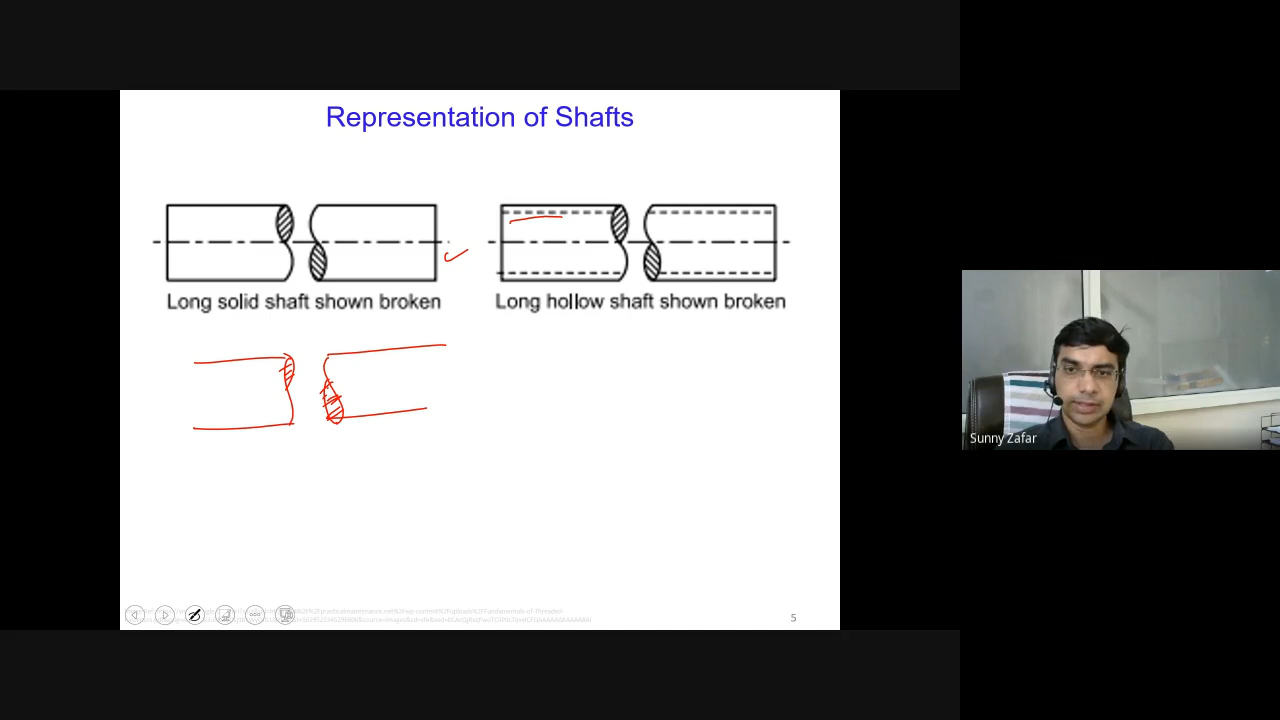 Representation of Shafts
Long solid shaft shown broken
Long hollow shaft shown broken
Sunny Zafar
5